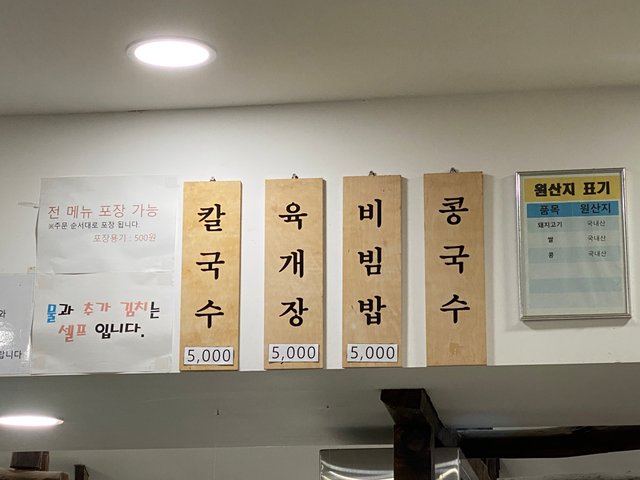 전 메뉴 포장 가능
※주문 순서대로 포장 됩니다.
포장용기 : 500원
물과 추가 김치는
셀프 입니다.
칼국수
5,000
육개장
5,000
비빔밥
5,000
콩국수
원산지 표기
품목 원산지
돼지고기 국내산
쌀 국내산
콩 국내산